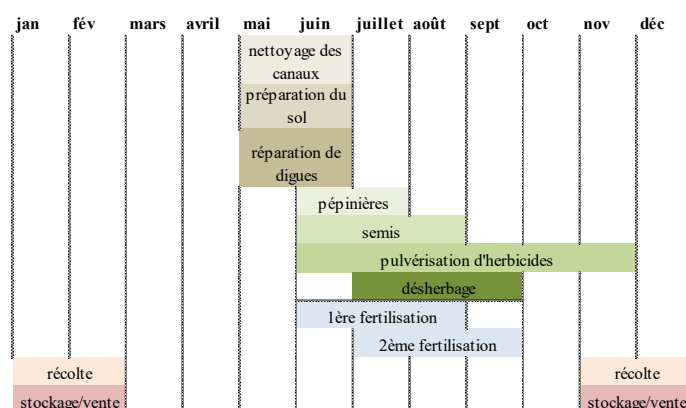 jan fév mars avril mai juin juillet août sept oct nov déc
nettoyage des
canaux
préparation du
sol
réparation de
digues
pépinières
semis
pulvérisation d'herbicides
désherbage
1ère fertilisation
2ème fertilisation
récolte récolte
stockage/vente stockage/vente